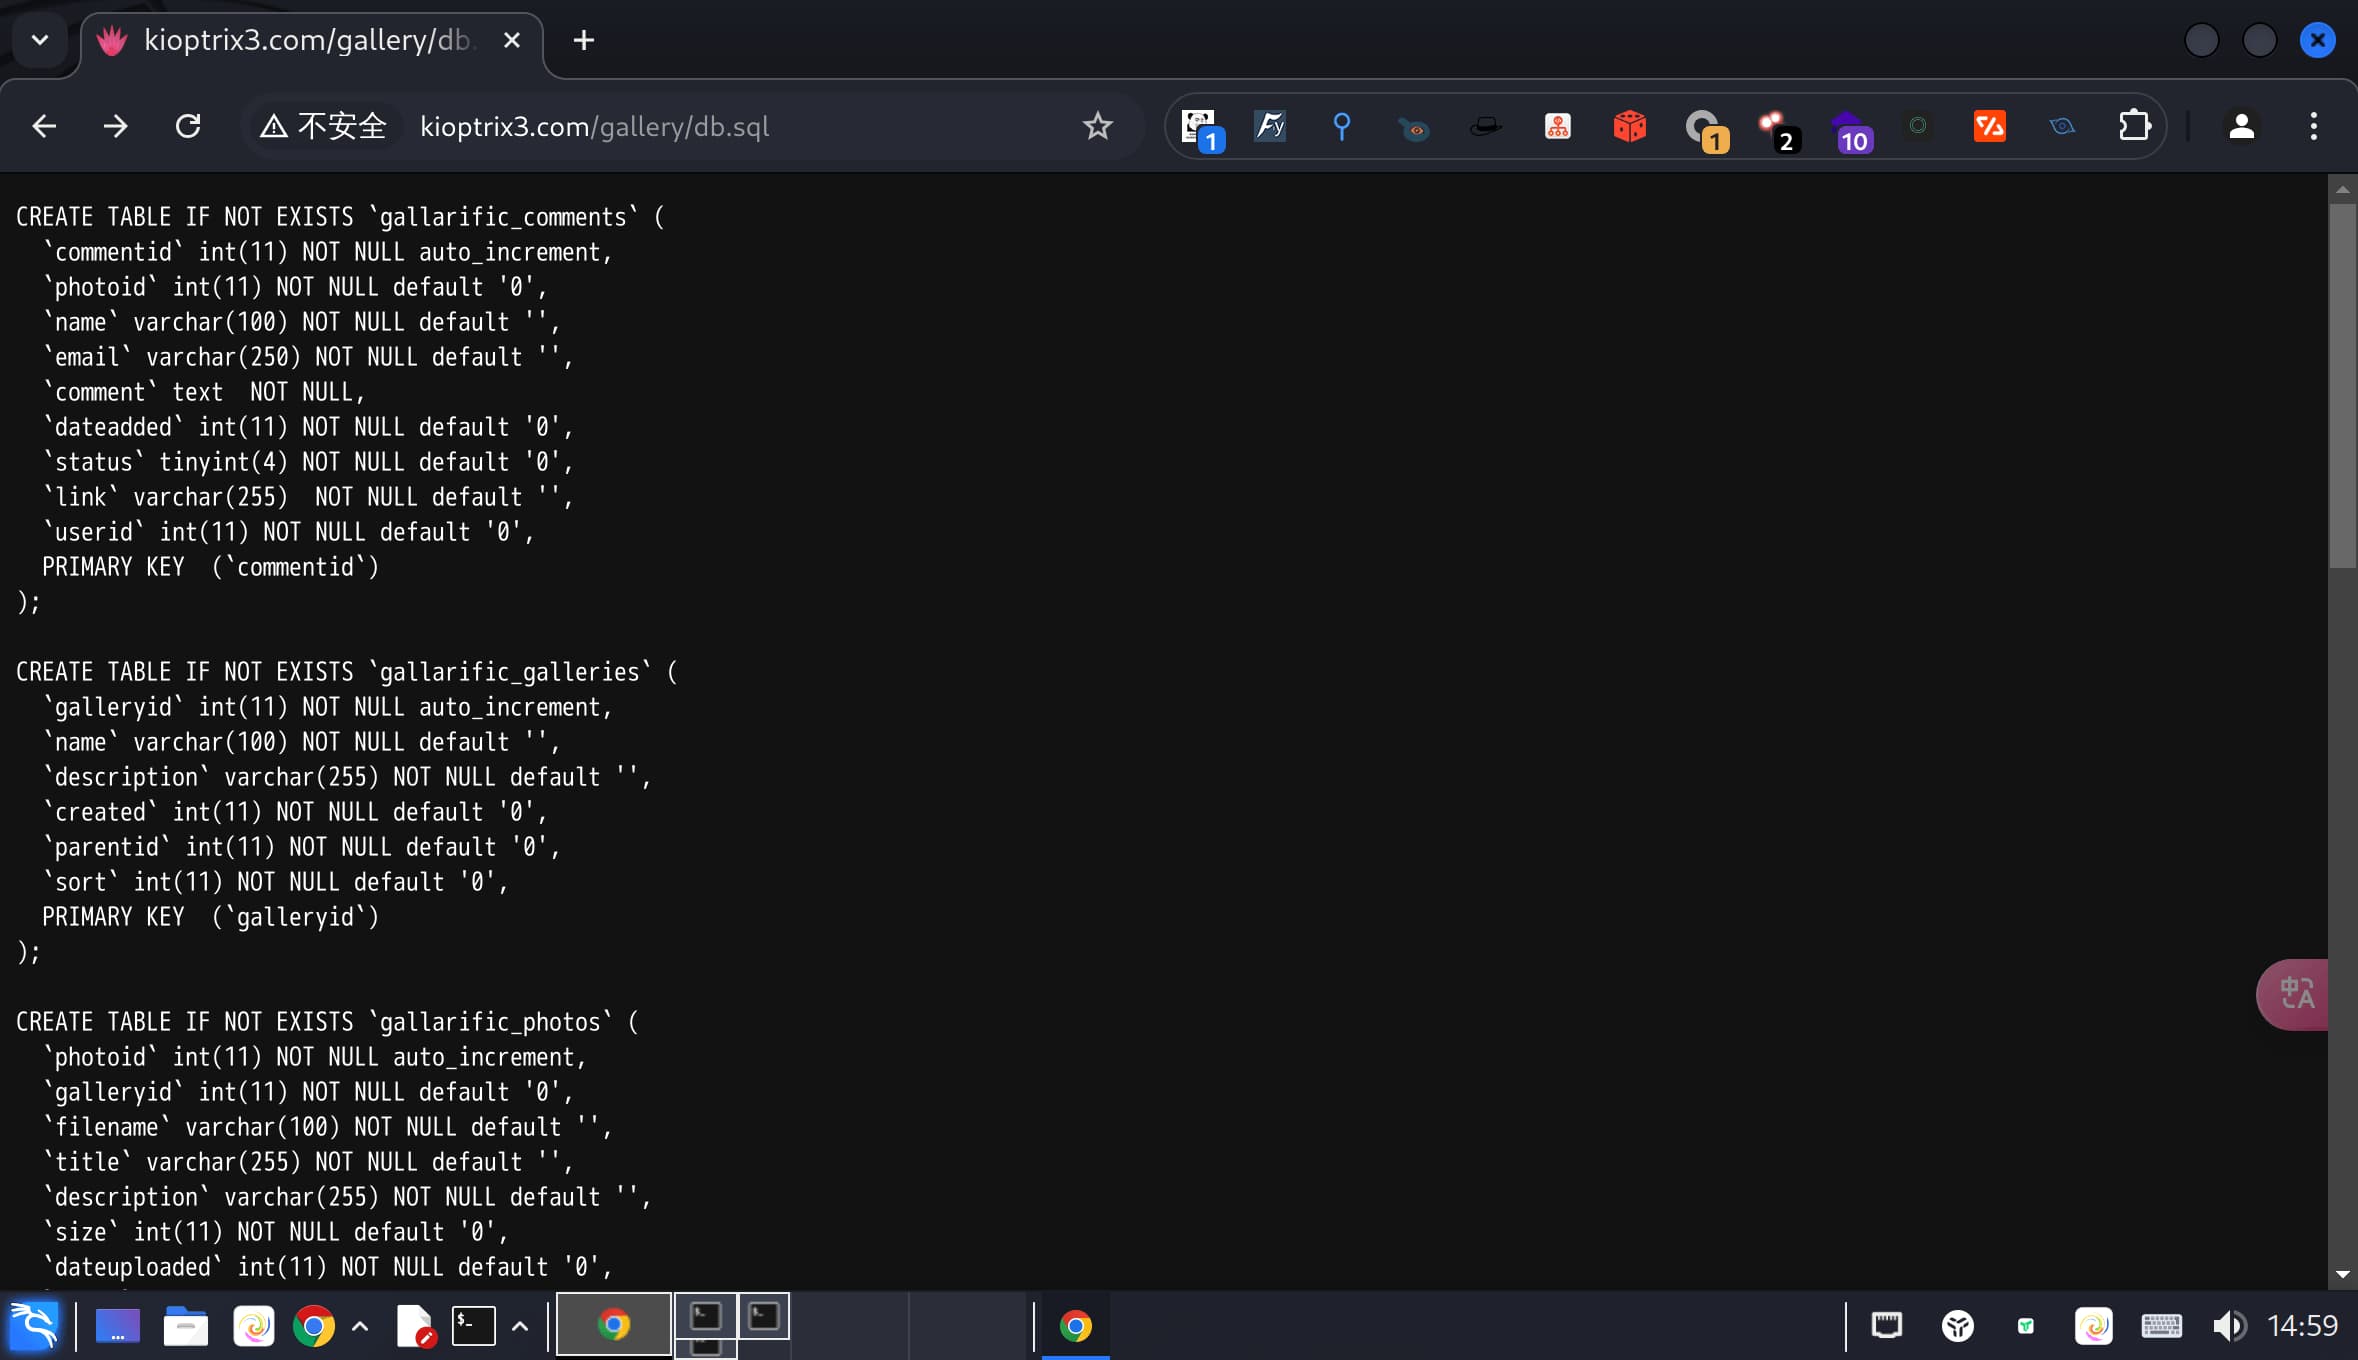 kioptrix3.com/gallery/db.
不安全 kioptrix3.com/gallery/db.sql 1 Fy 1 2 10
CREATE TABLE IF NOT EXISTS `gallarific_comments` (
  `commentid` int(11) NOT NULL auto_increment,
  `photoid` int(11) NOT NULL default '0',
  `name` varchar(100) NOT NULL default '',
  `email` varchar(250) NOT NULL default '',
  `comment` text  NOT NULL,
  `dateadded` int(11) NOT NULL default '0',
  `status` tinyint(4) NOT NULL default '0',
  `link` varchar(255)  NOT NULL default '',
  `userid` int(11) NOT NULL default '0',
  PRIMARY KEY  (`commentid`)
);
CREATE TABLE IF NOT EXISTS `gallarific_galleries` (
  `galleryid` int(11) NOT NULL auto_increment,
  `name` varchar(100) NOT NULL default '',
  `description` varchar(255) NOT NULL default '',
  `created` int(11) NOT NULL default '0',
  `parentid` int(11) NOT NULL default '0',
  `sort` int(11) NOT NULL default '0',
  PRIMARY KEY  (`galleryid`)
);
中A
CREATE TABLE IF NOT EXISTS `gallarific_photos` (
  `photoid` int(11) NOT NULL auto_increment,
  `galleryid` int(11) NOT NULL default '0',
  `filename` varchar(100) NOT NULL default '',
  `title` varchar(255) NOT NULL default '',
  `description` varchar(255) NOT NULL default '',
  `size` int(11) NOT NULL default '0',
  `dateuploaded` int(11) NOT NULL default '0',
14:59